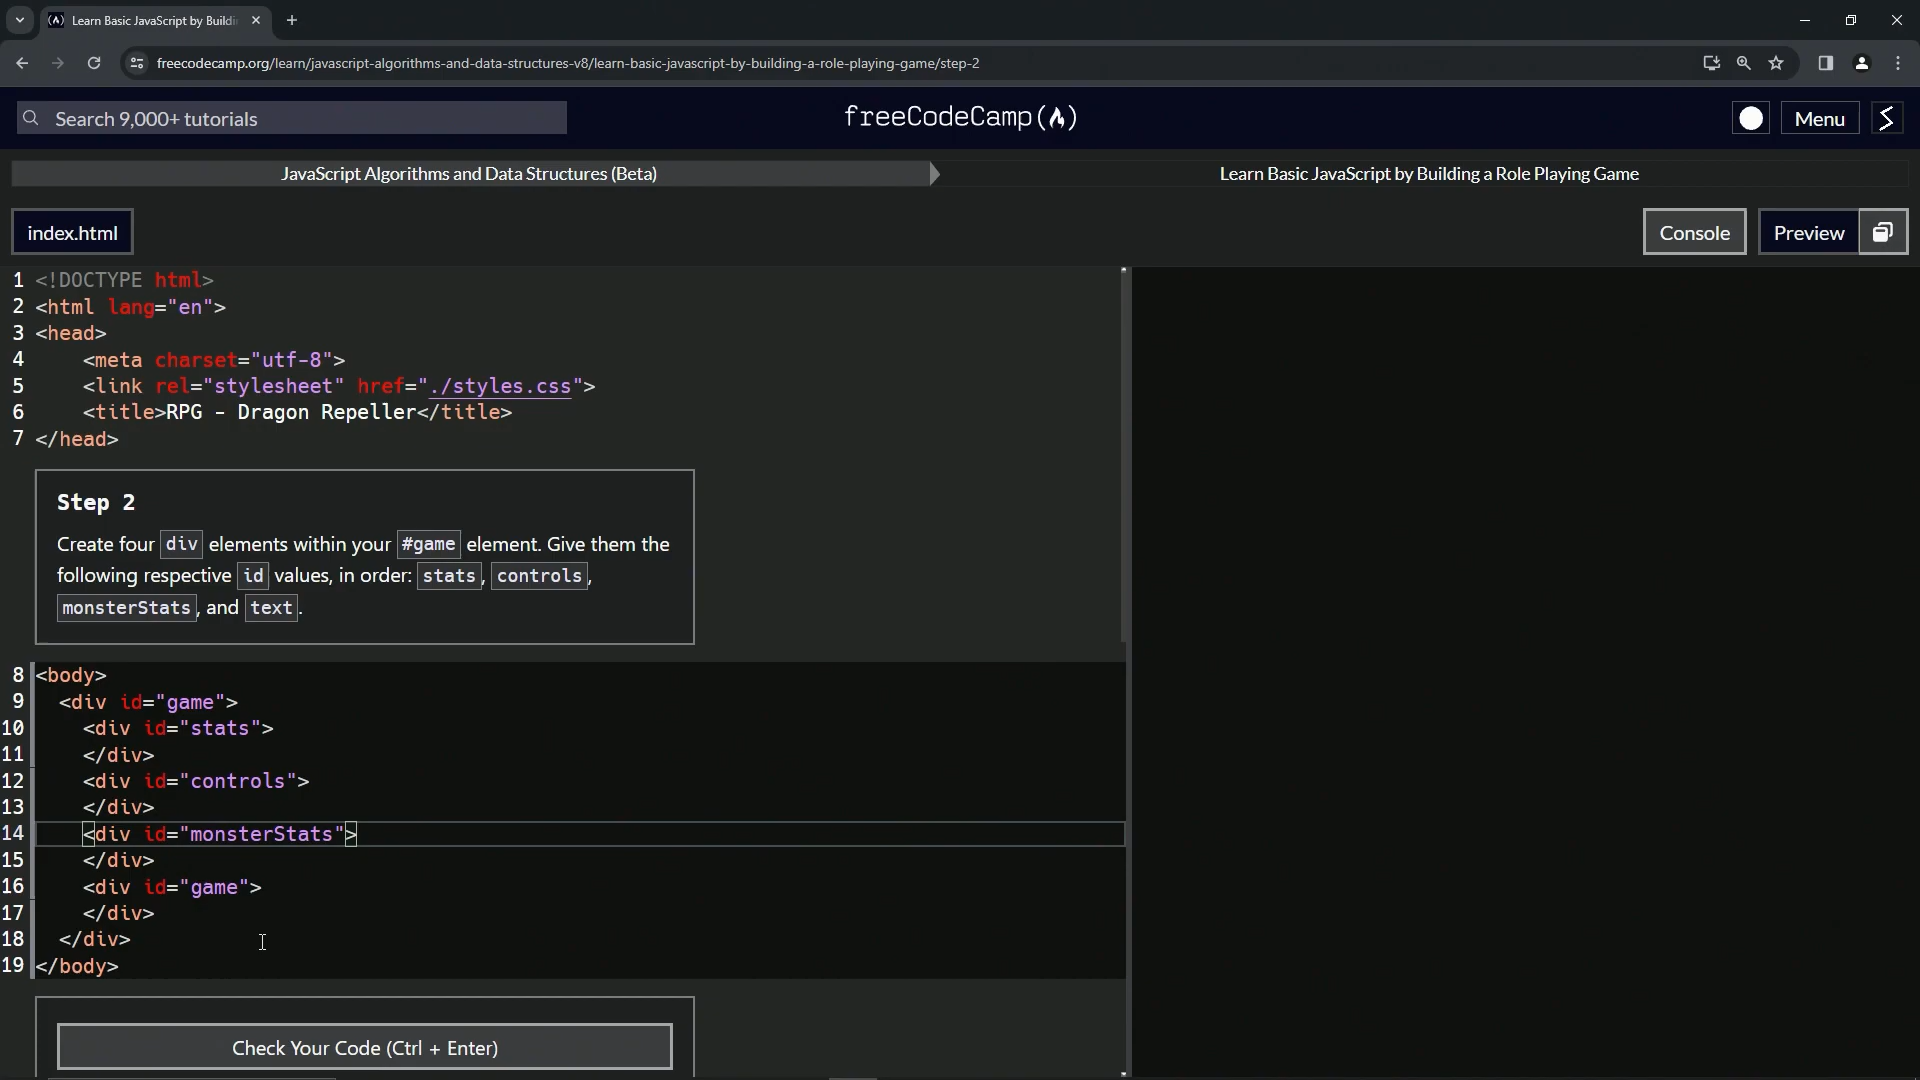 Learn Basic JavaScript by Buildi
freecodecamp.org/learn/javascript-algorithms-and-data-structures-v8/learn-basic-javascript-by-building-a-role-playing-game/step-2
Search 9,000+ tutorials
freeCodeCamp(🔥)
Menu
JavaScript Algorithms and Data Structures (Beta)
Learn Basic JavaScript by Building a Role Playing Game
index.html
Console
Preview
1 <!DOCTYPE html>
2 <html lang="en">
3 <head>
4 <meta charset="utf-8">
5 <link rel="stylesheet" href="./styles.css">
6 <title>RPG - Dragon Repeller</title>
7 </head>
Step 2
Create four div elements within your #game element. Give them the
following respective id values, in order: stats, controls,
monsterStats, and text.
8 <body>
9 <div id="game">
10 <div id="stats">
11 </div>
12 <div id="controls">
13 </div>
14 <div id="monsterStats">
15 </div>
16 <div id="game">
17 </div>
18 </div>
19 </body>
Check Your Code (Ctrl + Enter)